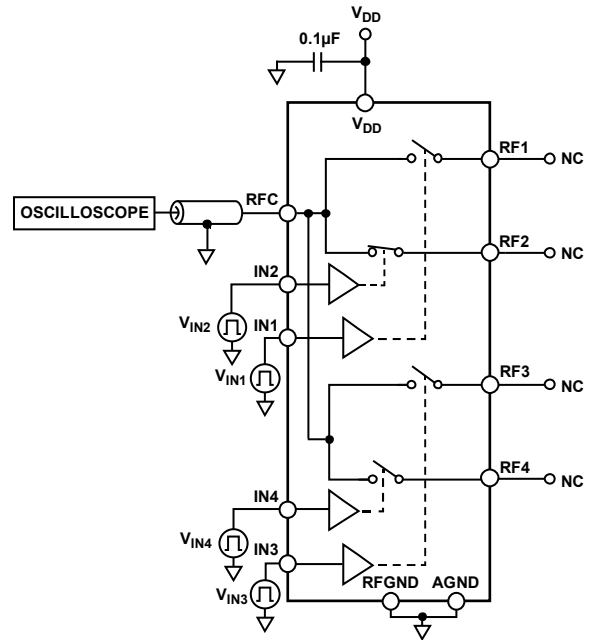 VDD
0.1µF
VDD
RF1
NC
OSCILLOSCOPE
RFC
RF2
NC
IN2
VIN2
IN1
VIN1
RF3
NC
RF4
NC
IN4
VIN4
IN3
VIN3
RFGND AGND